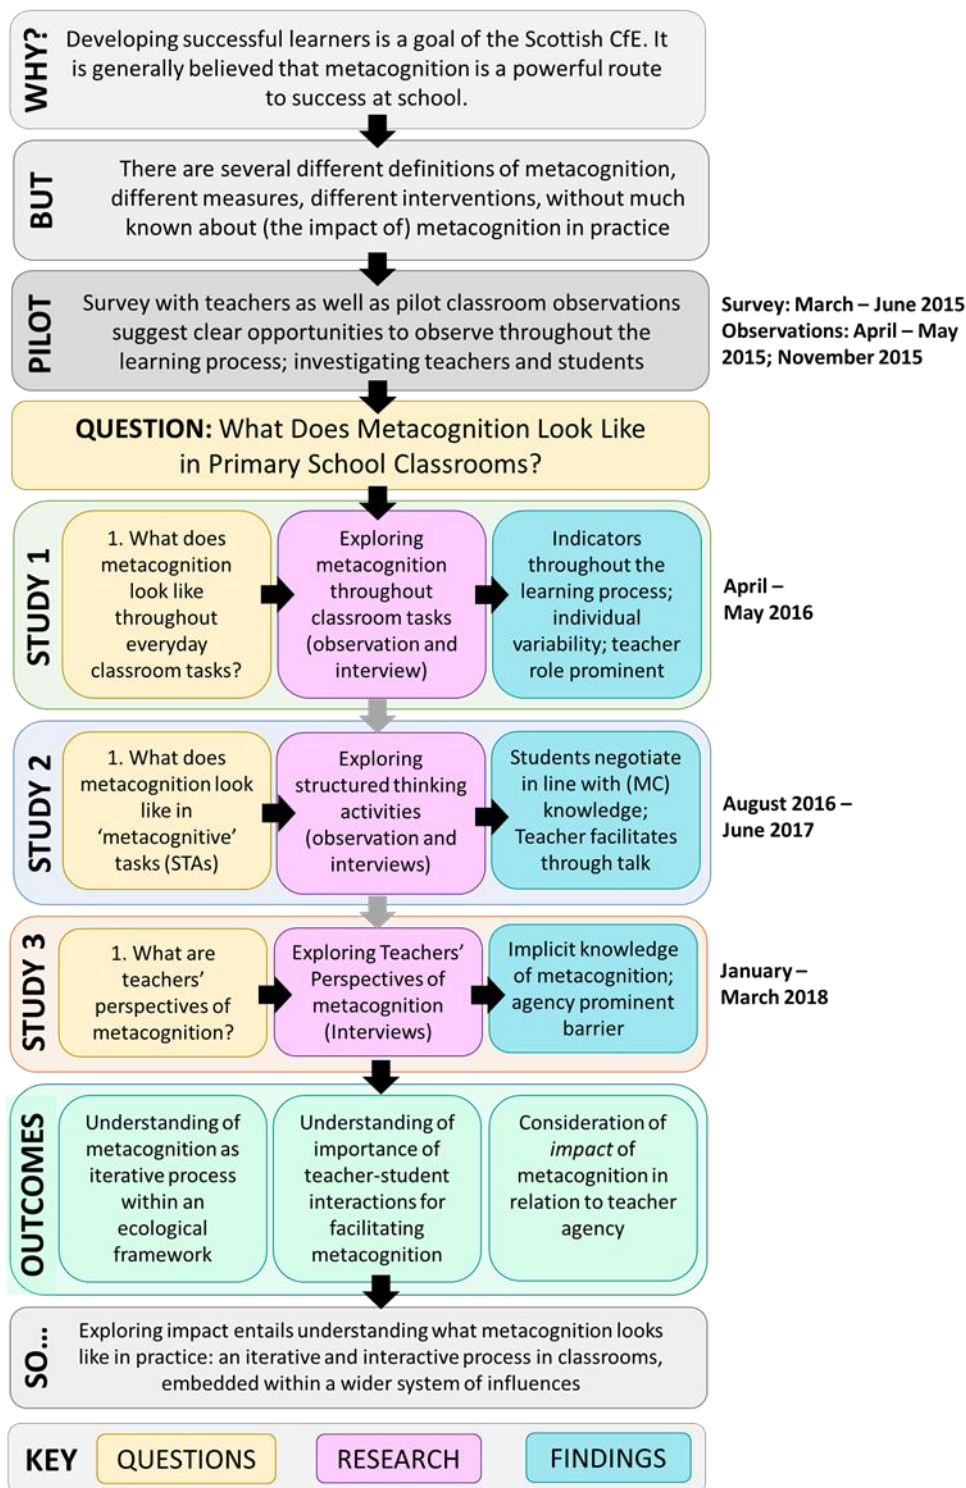 WHY?
Developing successful learners is a goal of the Scottish CfE. It
is generally believed that metacognition is a powerful route
to success at school.
BUT
There are several different definitions of metacognition,
different measures, different interventions, without much
known about (the impact of) metacognition in practice
PILOT
Survey with teachers as well as pilot classroom observations
suggest clear opportunities to observe throughout the
learning process; investigating teachers and students
Survey: March – June 2015
Observations: April – May
2015; November 2015
QUESTION: What Does Metacognition Look Like
in Primary School Classrooms?
STUDY 1
1. What does
metacognition
look like
throughout
everyday
classroom tasks?
Exploring
metacognition
throughout
classroom tasks
(observation and
interview)
Indicators
throughout the
learning process;
individual
variability; teacher
role prominent
April –
May 2016
STUDY 2
1. What does
metacognition look
like in
‘metacognitive’
tasks (STAs)
Exploring
structured thinking
activities
(observation and
interviews)
Students negotiate
in line with (MC)
knowledge;
Teacher facilitates
through talk
August 2016 –
June 2017
STUDY 3
1. What are
teachers’
perspectives of
metacognition?
Exploring Teachers’
Perspectives of
metacognition
(Interviews)
Implicit knowledge
of metacognition;
agency prominent
barrier
January –
March 2018
OUTCOMES
Understanding of
metacognition as
iterative process
within an
ecological
framework
Understanding of
importance of
teacher-student
interactions for
facilitating
metacognition
Consideration of
impact of
metacognition in
relation to teacher
agency
SO...
Exploring impact entails understanding what metacognition looks
like in practice: an iterative and interactive process in classrooms,
embedded within a wider system of influences
KEY
QUESTIONS
RESEARCH
FINDINGS